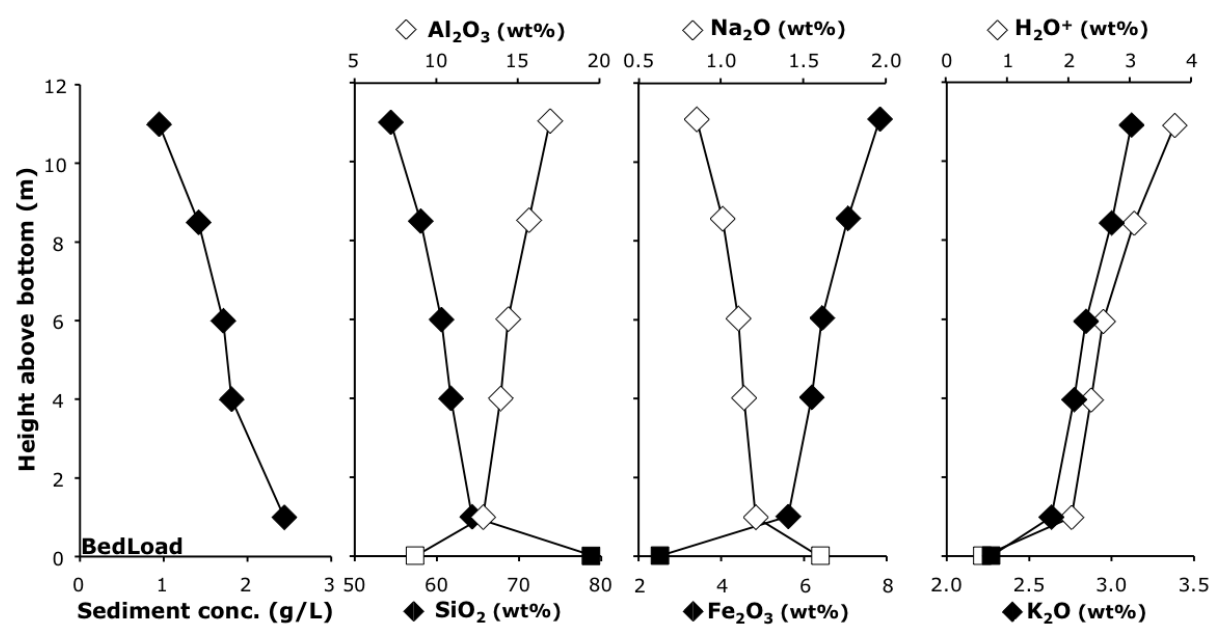 Al₂O₃ (wt%) Na₂O (wt%) H₂O⁺ (wt%)
5 10 15 20 0.5 1.0 1.5 2.0 0 1 2 3 4
12
10
8
6
4
2
0
Height above bottom (m)
BedLoad
0 1 2 3 50 60 70 80 2 4 6 8 2.0 2.5 3.0 3.5
Sediment conc. (g/L) SiO₂ (wt%) Fe₂O₃ (wt%) K₂O (wt%)